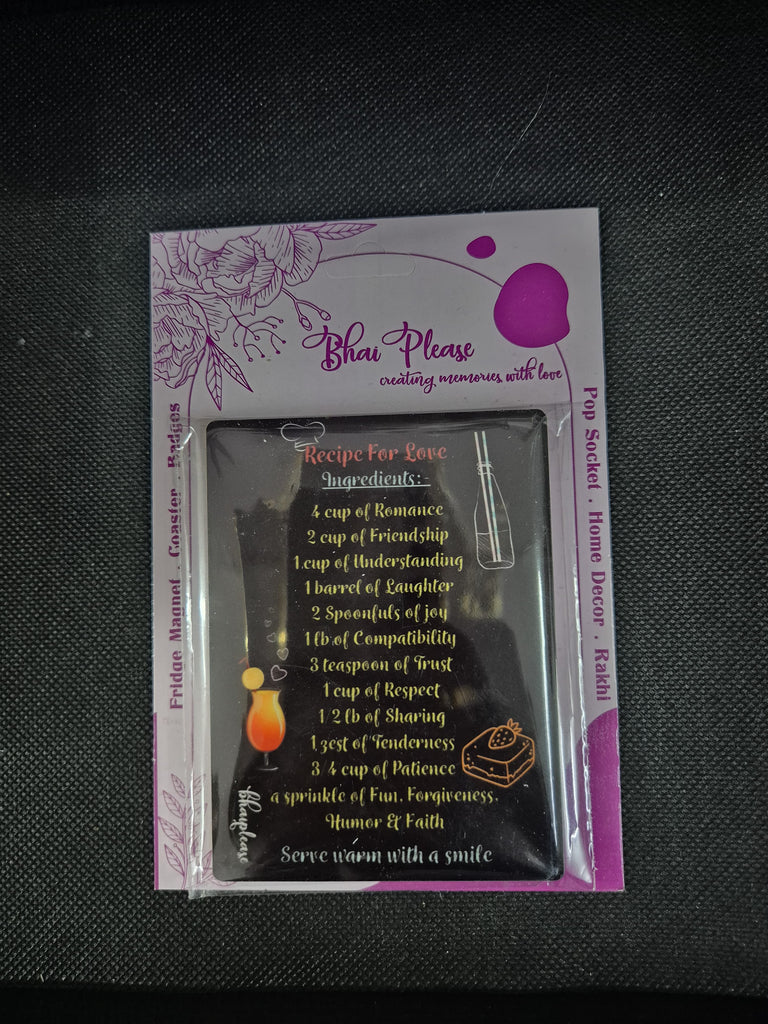 Bhai Please
creating memories with love
Fridge Magnet . Coaster . Badges
Pop Socket . Home Decor . Rakhi
Recipe For Love
Ingredients:-
4 cup of Romance
2 cup of Friendship
1 cup of Understanding
1 barrel of Laughter
2 Spoonfuls of joy
1 lb of Compatibility
3 teaspoon of Trust
1 cup of Respect
1/2 lb of Sharing
1 zest of Tenderness
3/4 cup of Patience
a sprinkle of Fun, Forgiveness,
Humor & Faith
Serve warm with a smile
bhaiplease